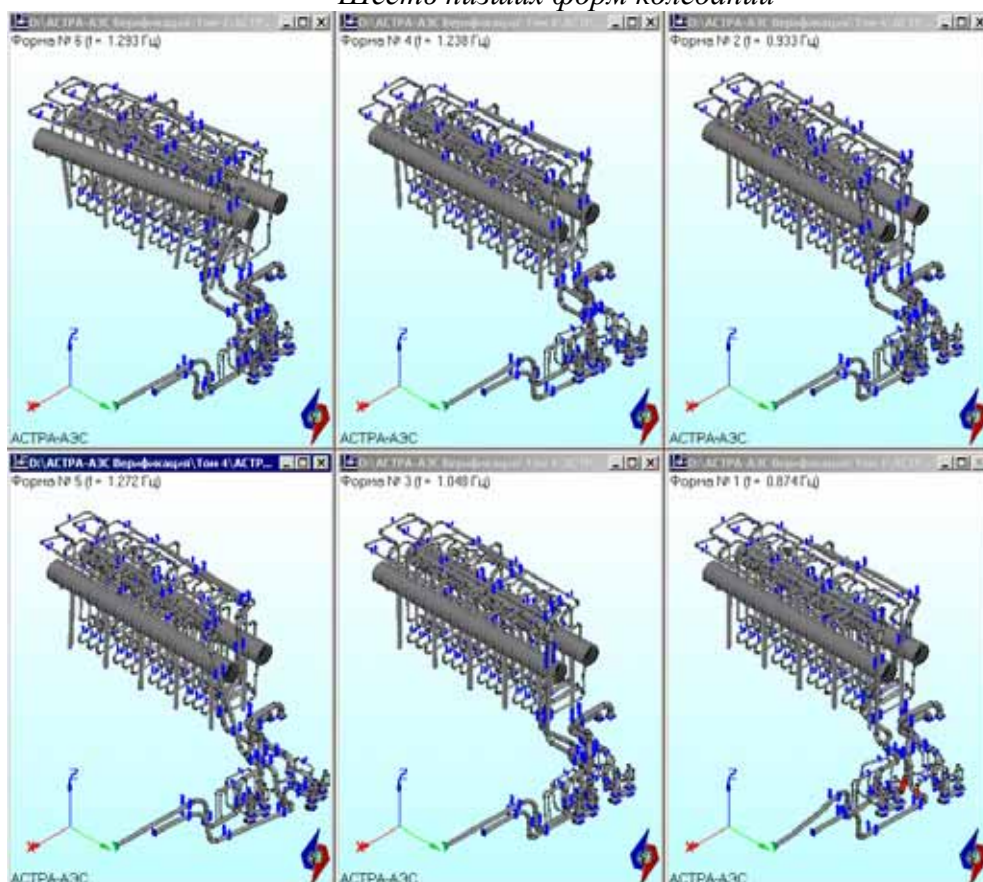 Шесть низших форм колебаний
Форма № 6 (f = 1.293 Гц)
Z
X
Y
АСТРА-АЭС
Форма № 4 (f = 1.238 Гц)
Z
X
Y
АСТРА-АЭС
Форма № 2 (f = 0.933 Гц)
Z
X
Y
АСТРА-АЭС
D:\АСТРА-АЭС Верификация\Том 4\АСТР...
Форма № 5 (f = 1.272 Гц)
Z
X
Y
АСТРА-АЭС
Форма № 3 (f = 1.048 Гц)
Z
X
Y
АСТРА-АЭС
Форма № 1 (f = 0.874 Гц)
Z
X
Y
АСТРА-АЭС